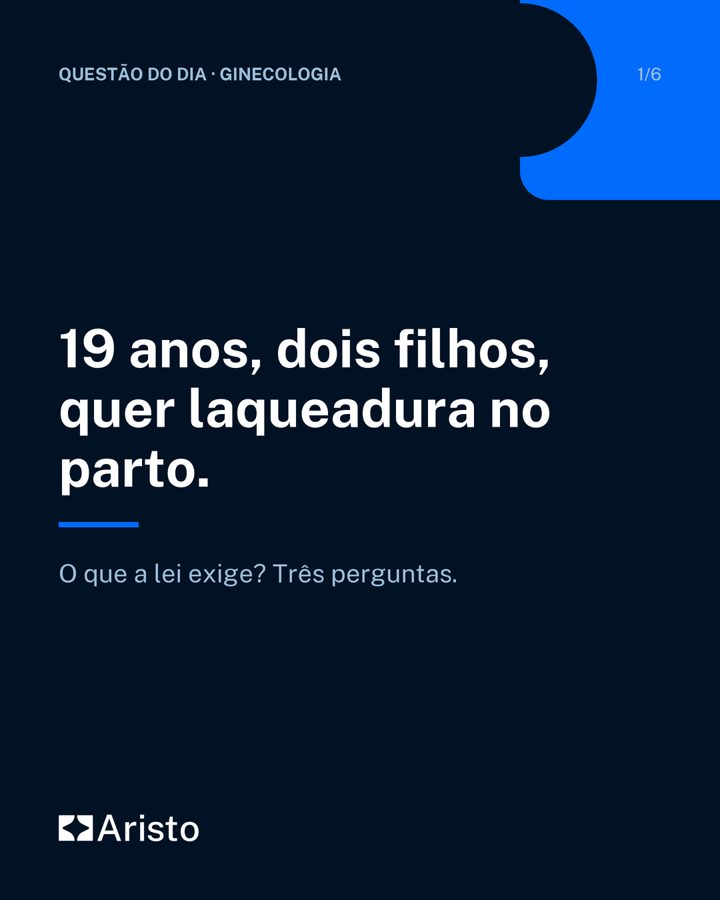 QUESTÃO DO DIA · GINECOLOGIA
1/6
19 anos, dois filhos,
quer laqueadura no
parto.
O que a lei exige? Três perguntas.
Aristo